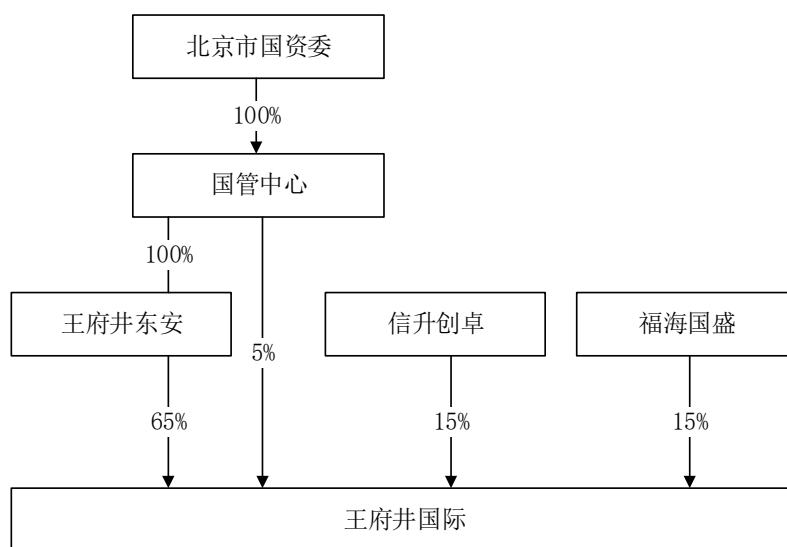 北京市国资委
100%
国管中心
100%
王府井东安
信升创卓
福海国盛
5%
65%
15%
15%
王府井国际